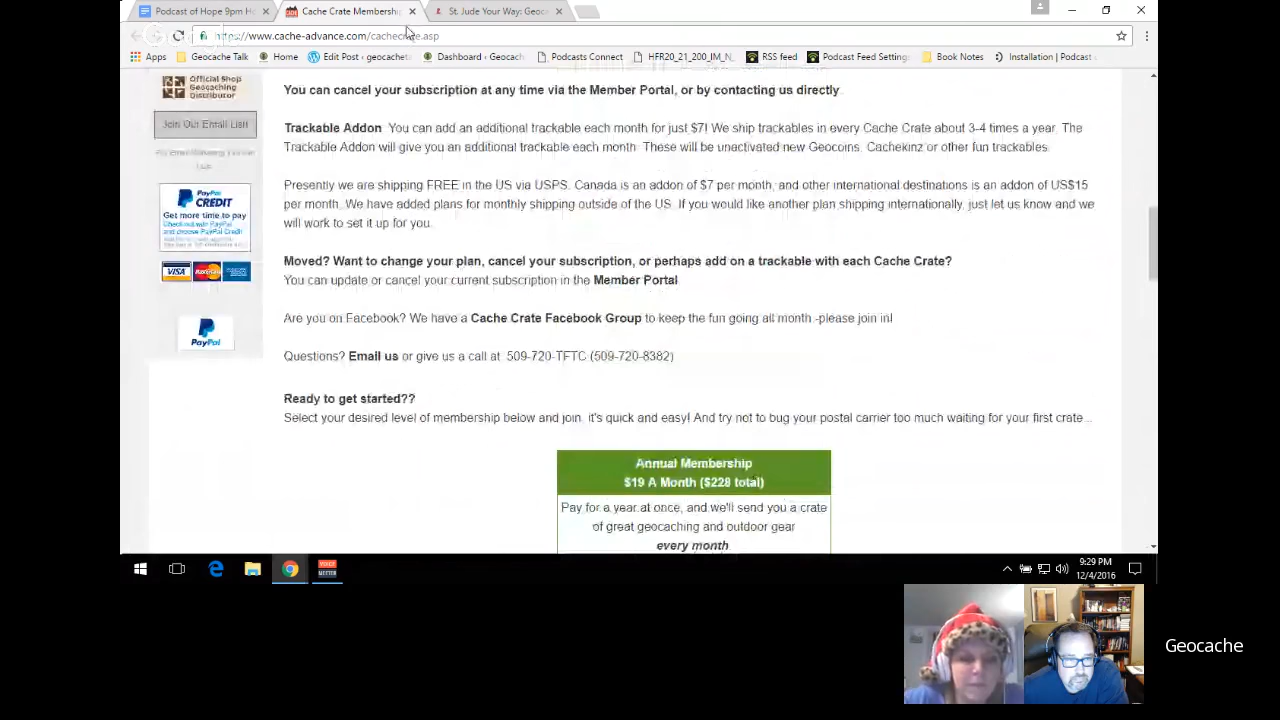 Podcast of Hope 9pm H
Cache Crate Membership
St. Jude Your Way: Geoc
https://www.cache-advance.com/cachecrate.asp
Apps
Geocache Talk
Home
Edit Post ‹ geocachet
Dashboard ‹ Geocach
Podcasts Connect
HFR20_21_200_IM_N
RSS feed
Podcast Feed Setting
Book Notes
Installation | Podcast
Official Shop
Geocaching
Distributor
Join Our Email List
You can cancel your subscription at any time via the Member Portal, or by contacting us directly.
Trackable Addon You can add an additional trackable each month for just $7! We ship trackables in every Cache Crate about 3-4 times a year. The
Trackable Addon will give you an additional trackable each month. These will be unactivated new Geocoins, Cachekinz or other fun trackables.
PayPal
CREDIT
Get more time to pay
Checkout with PayPal
and choose PayPal Credit
Presently we are shipping FREE in the US via USPS. Canada is an addon of $7 per month, and other international destinations is an addon of US$15
per month. We have added plans for monthly shipping outside of the US. If you would like another plan shipping internationally, just let us know and we
will work to set it up for you.
VISA
MasterCard
Moved? Want to change your plan, cancel your subscription, or perhaps add on a trackable with each Cache Crate?
You can update or cancel your current subscription in the Member Portal
PayPal
Are you on Facebook? We have a Cache Crate Facebook Group to keep the fun going all month -please join in!
Questions? Email us or give us a call at 509-720-TFTC (509-720-8382)
Ready to get started??
Select your desired level of membership below and join, it's quick and easy! And try not to bug your postal carrier too much waiting for your first crate...
Annual Membership
$19 A Month ($228 total)
Pay for a year at once, and we'll send you a crate
of great geocaching and outdoor gear
every month
VOICE
MEETER
9:29 PM
12/4/2016
Geocache